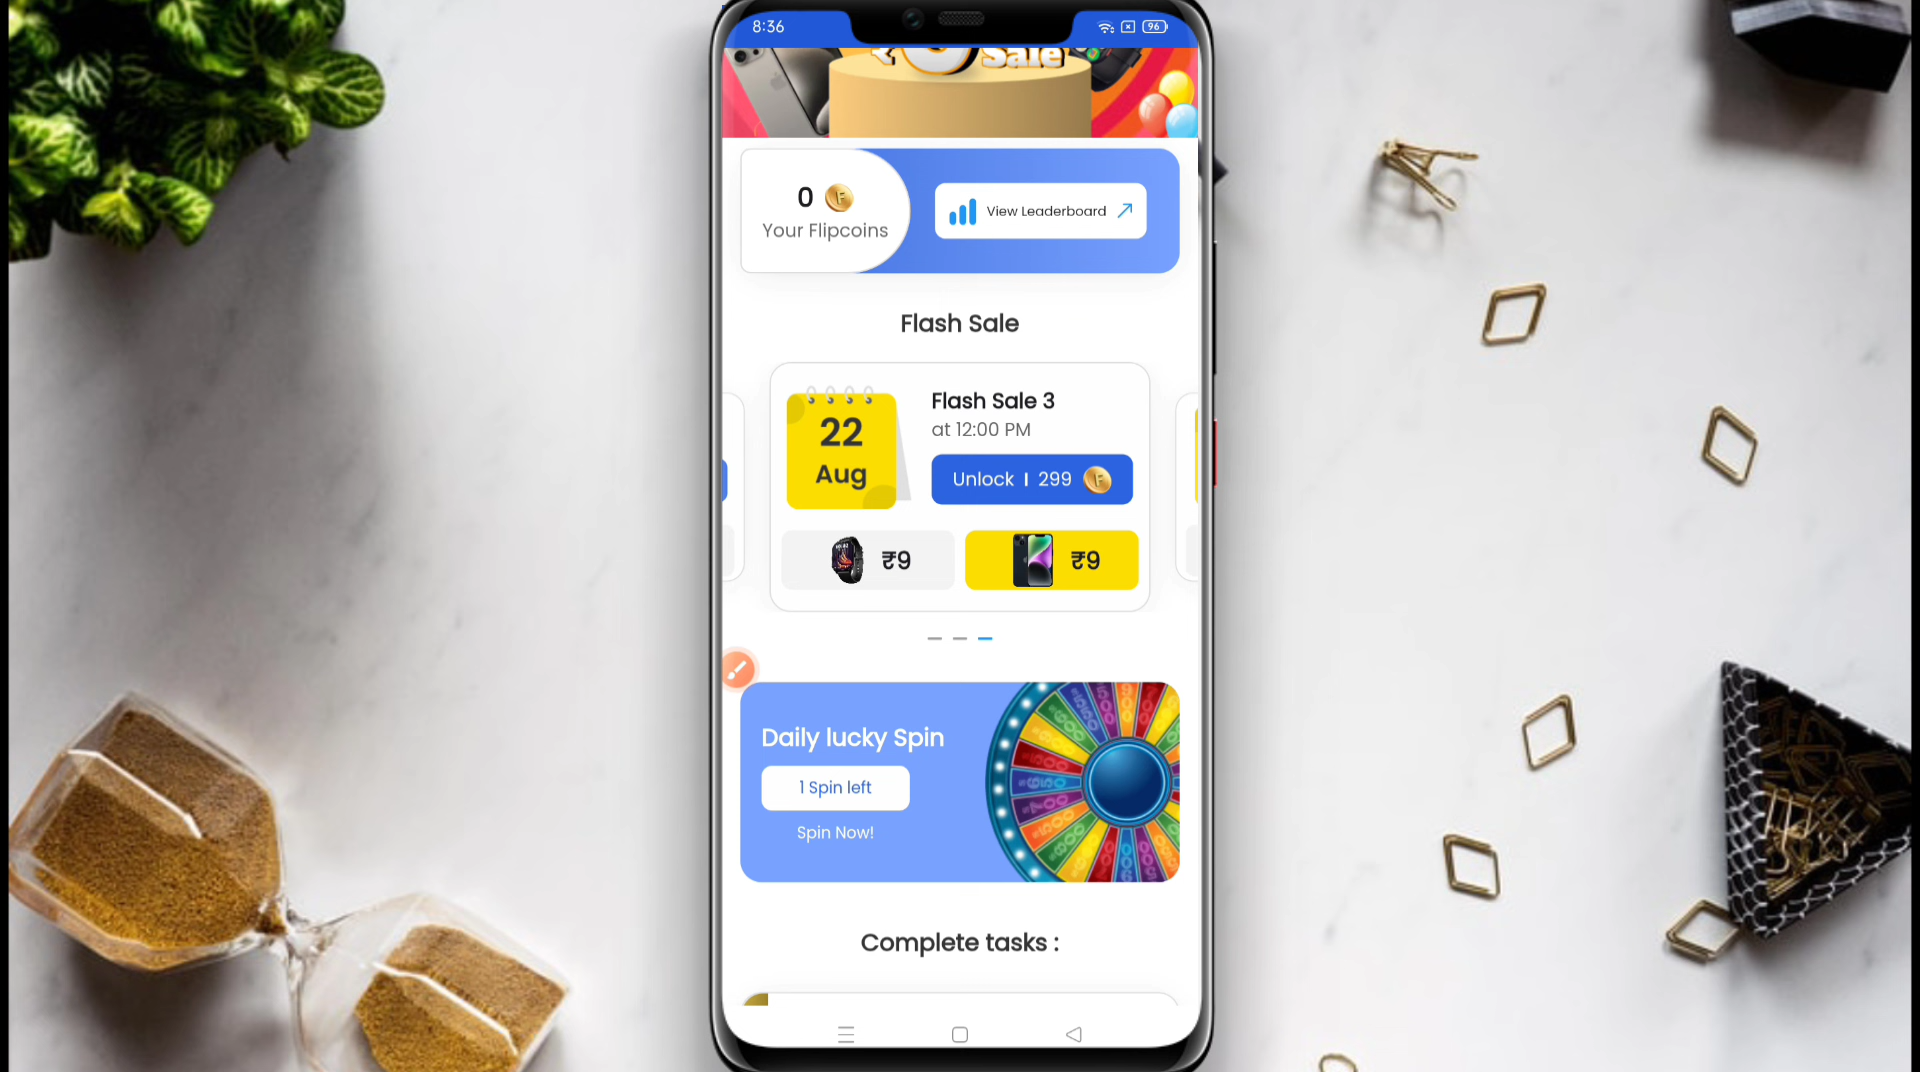 8:36
96
₹
Sale
0 F
Your Flipcoins
View Leaderboard
Flash Sale
22
Aug
Flash Sale 3
at 12:00 PM
Unlock | 299 F
₹9
₹9
Daily lucky Spin
1 Spin left
Spin Now!
Complete tasks :